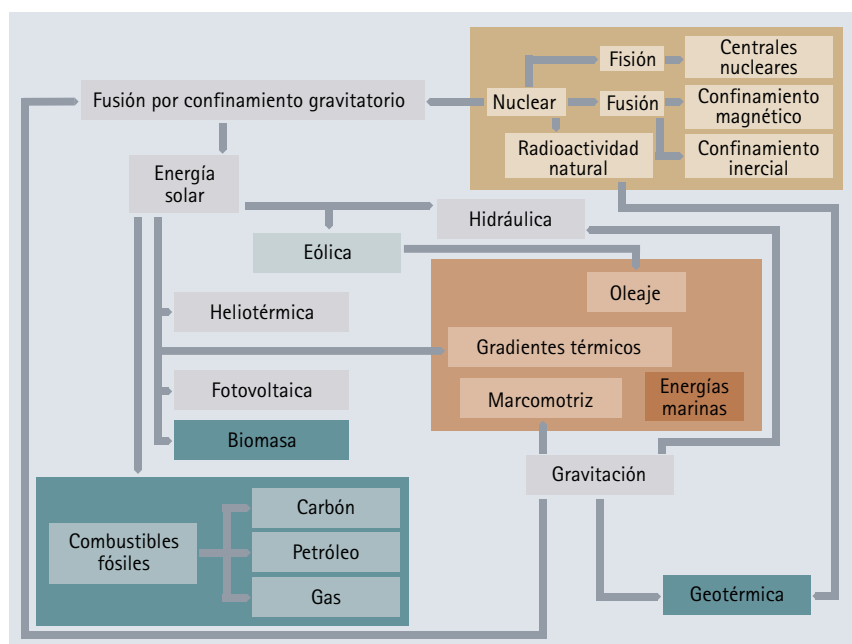 Fisión
Centrales
nucleares
Fusión por confinamiento gravitatorio
Nuclear
Fusión
Confinamiento
magnético
Radioactividad
natural
Confinamiento
inercial
Energía
solar
Hidráulica
Eólica
Oleaje
Heliotérmica
Gradientes térmicos
Fotovoltaica
Marcomotriz
Energías
marinas
Biomasa
Gravitación
Combustibles
fósiles
Carbón
Petróleo
Gas
Geotérmica